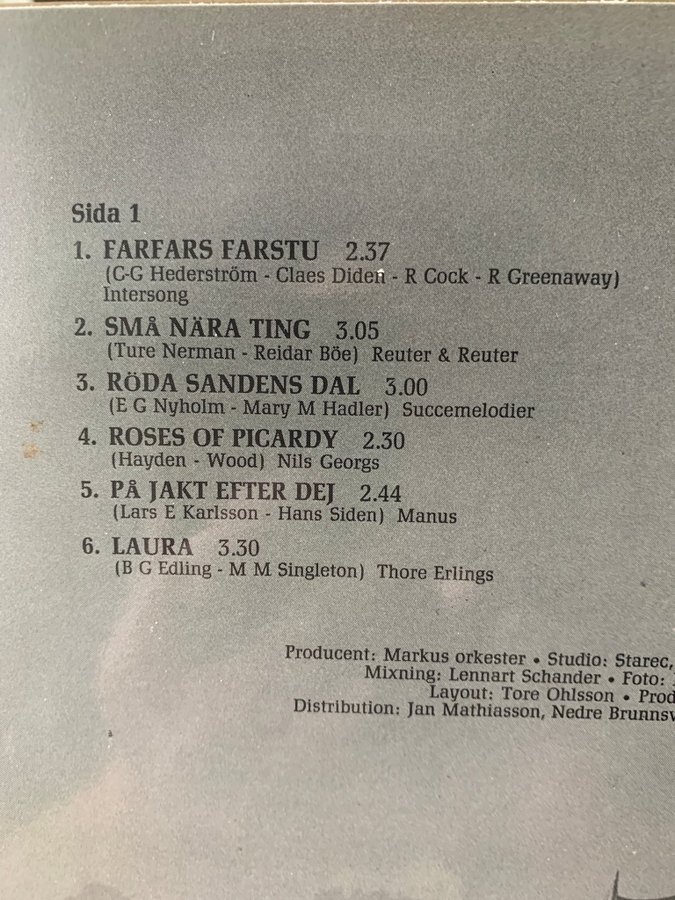 Sida 1
1. FARFARS FARSTU 2.37
(C-G Hederström - Claes Diden - R Cock - R Greenaway)
Intersong
2. SMÅ NÄRA TING 3.05
(Ture Nerman - Reidar Böe) Reuter & Reuter
3. RÖDA SANDENS DAL 3.00
(E G Nyholm - Mary M Hadler) Succemelodier
4. ROSES OF PICARDY 2.30
(Hayden - Wood) Nils Georgs
5. PÅ JAKT EFTER DEJ 2.44
(Lars E Karlsson - Hans Siden) Manus
6. LAURA 3.30
(B G Edling - M M Singleton) Thore Erlings
Producent: Markus orkester • Studio: Starec,
Mixning: Lennart Schander • Foto:
Layout: Tore Ohlsson • Prod
Distribution: Jan Mathiasson, Nedre Brunnsv